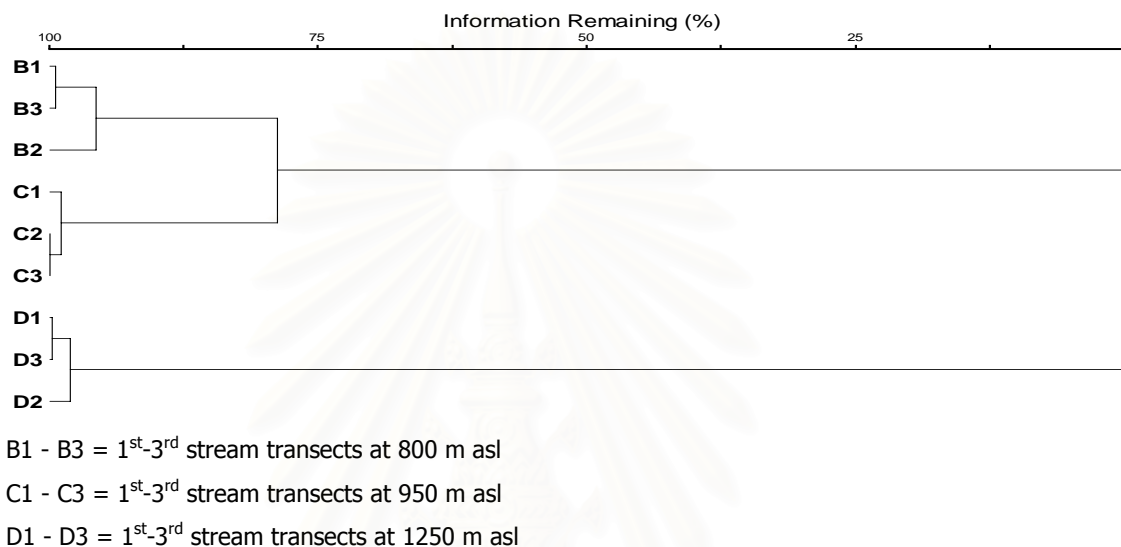 Information Remaining (%)
100 75 50 25
B1
B3
B2
C1
C2
C3
D1
D3
D2
B1 - B3 = 1st-3rd stream transects at 800 m asl
C1 - C3 = 1st-3rd stream transects at 950 m asl
D1 - D3 = 1st-3rd stream transects at 1250 m asl